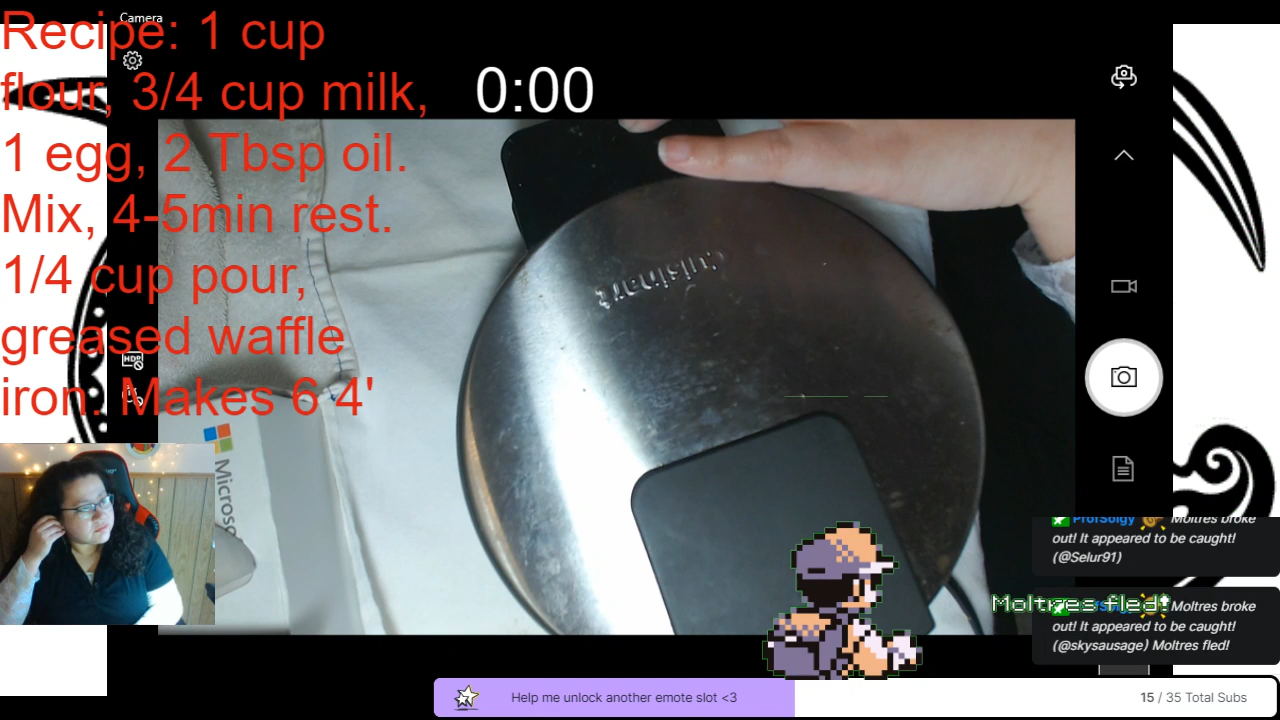 Camera
Recipe: 1 cup
flour, 3/4 cup milk,
1 egg, 2 Tbsp oil.
Mix, 4-5min rest.
1/4 cup pour,
greased waffle
iron. Makes 6 4'
0:00
Cuisinart
HDR
Microso
ProfSolgy Moltres broke
out! It appeared to be caught!
(@Selur91)
Moltres fled!
Moltres broke
out! It appeared to be caught!
(@skysausage) Moltres fled!
Help me unlock another emote slot <3
15 / 35 Total Subs